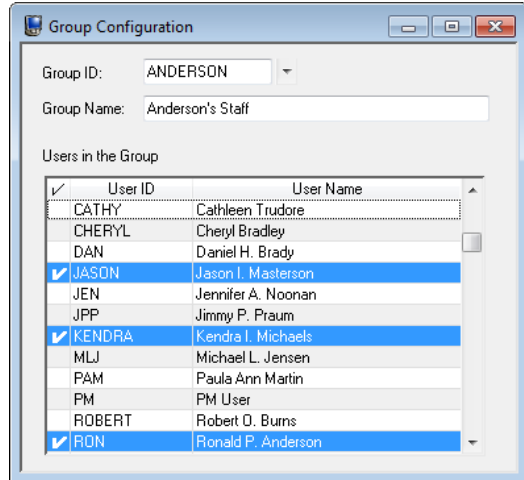 Group Configuration
Group ID: ANDERSON
Group Name: Anderson's Staff
Users in the Group
✓ User ID User Name
CATHY Cathleen Trudore
CHERYL Cheryl Bradley
DAN Daniel H. Brady
✔ JASON Jason I. Masterson
JEN Jennifer A. Noonan
JPP Jimmy P. Praum
✔ KENDRA Kendra I. Michaels
MLJ Michael L. Jensen
PAM Paula Ann Martin
PM PM User
ROBERT Robert O. Burns
✔ RON Ronald P. Anderson